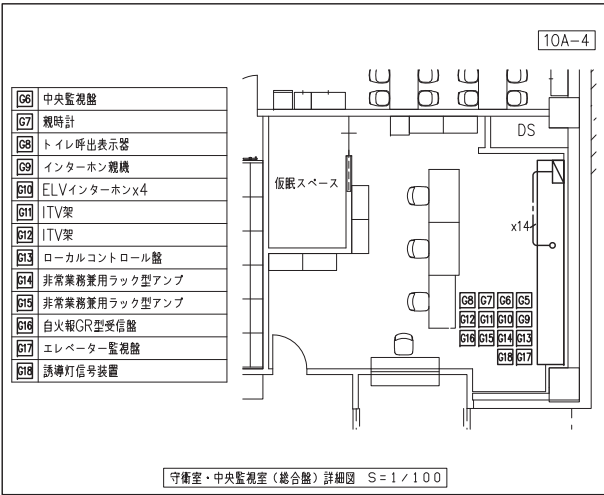 10A-4
G6 中央監視盤
G7 親時計
G8 トイレ呼出表示器
G9 インターホン親機
G10 ELVインターホンx4
G11 ITV架
G12 ITV架
G13 ローカルコントロール盤
G14 非常業務兼用ラック型アンプ
G15 非常業務兼用ラック型アンプ
G16 自火報GR型受信盤
G17 エレベーター監視盤
G18 誘導灯信号装置
DS
仮眠スペース
x14
G8 G7 G6 G5
G12 G11 G10 G9
G16 G15 G14 G13
G18 G17
守衛室・中央監視室(総合盤)詳細図 S=1/100